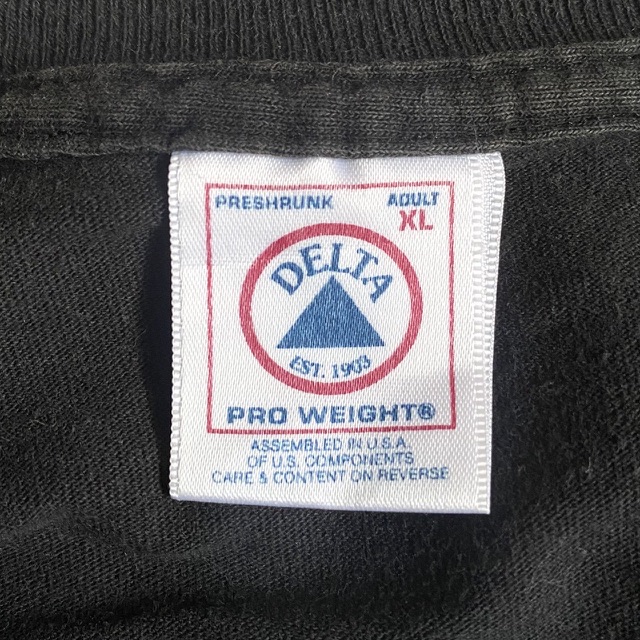 PRESHRUNK ADULT
XL
DELTA
EST. 1903
PRO WEIGHT®
ASSEMBLED IN U.S.A
OF U.S. COMPONENTS
CARE & CONTENT ON REVERSE